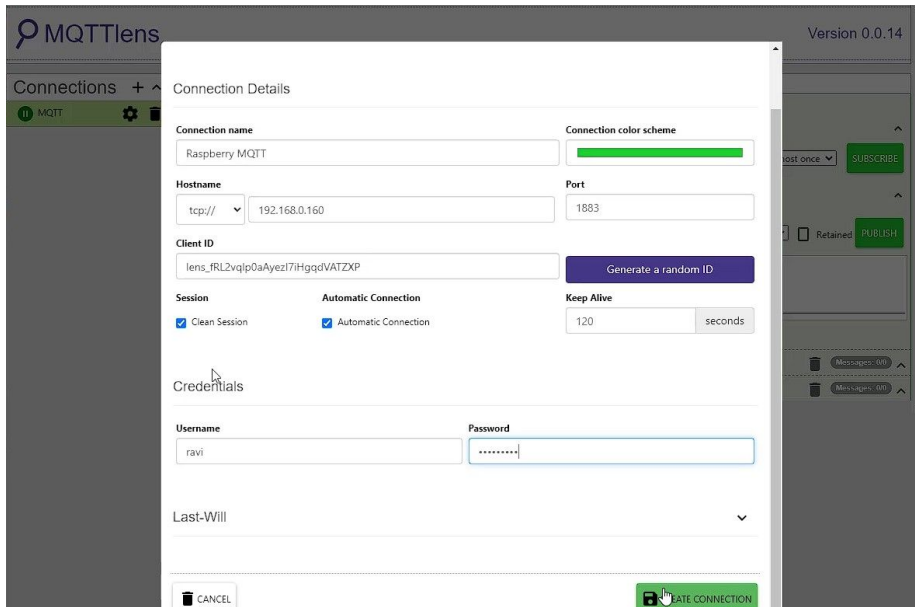 MQTTlens
Version 0.0.14
Connections
MQTT
Connection Details
Connection name
Connection color scheme
Raspberry MQTT
Hostname
Port
tcp://
192.168.0.160
1883
Client ID
Generate a random ID
Session
Automatic Connection
Keep Alive
Clean Session
Automatic Connection
120
seconds
Credentials
Username
Password
ravi
Last-Will
CANCEL
CONNECTION
once
SUBSCRIBE
Retained
PUBLISH
Messages: 0/0
Messages: 0/0